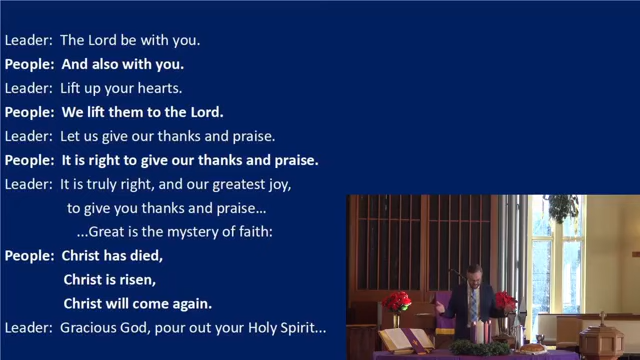 Leader: The Lord be with you.
People: And also with you.
Leader: Lift up your hearts.
People: We lift them to the Lord.
Leader: Let us give our thanks and praise.
People: It is right to give our thanks and praise.
Leader: It is truly right, and our greatest joy,
to give you thanks and praise…
...Great is the mystery of faith:
People: Christ has died,
Christ is risen,
Christ will come again.
Leader: Gracious God, pour out your Holy Spirit...